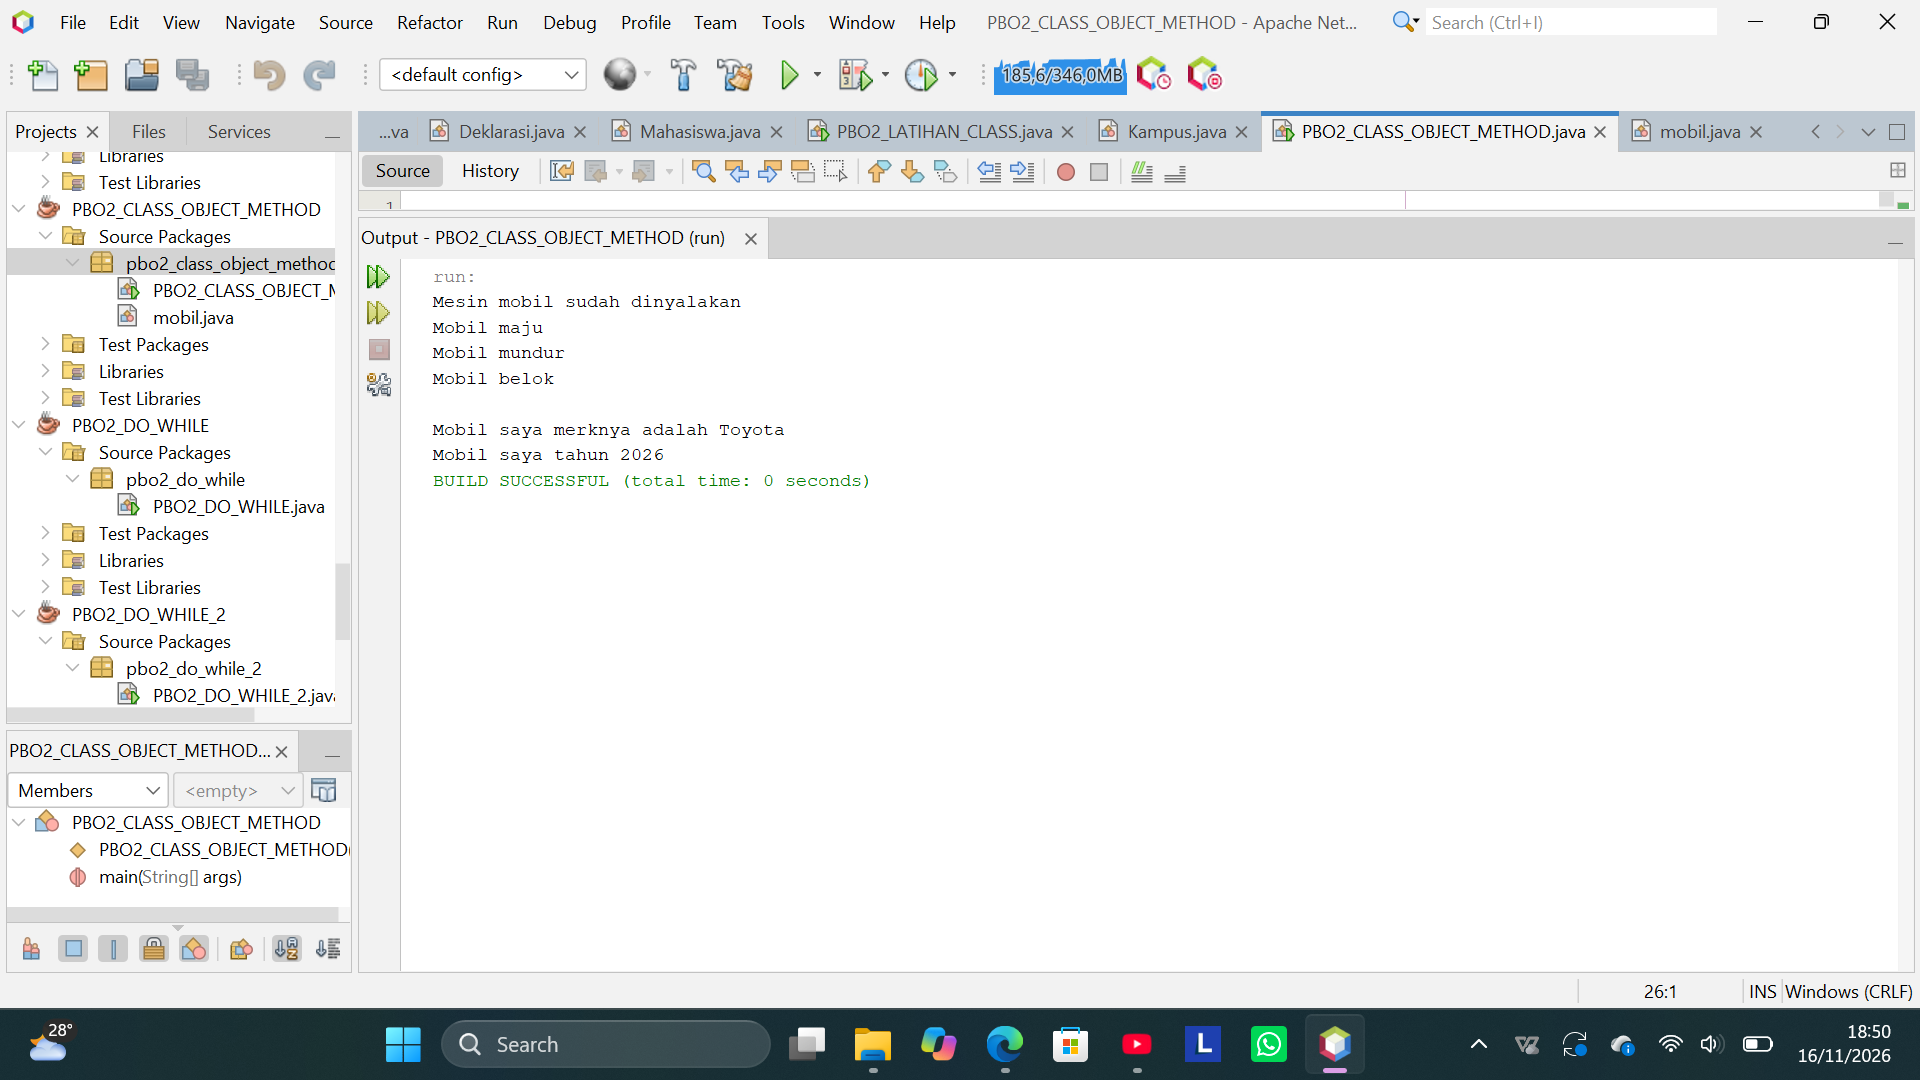 File Edit View Navigate Source Refactor Run Debug Profile Team Tools Window Help PBO2_CLASS_OBJECT_METHOD - Apache Net... Search (Ctrl+I)
<default config> 185,6/346,0MB
Projects Files Services
...va Deklarasi.java Mahasiswa.java PBO2_LATIHAN_CLASS.java Kampus.java PBO2_CLASS_OBJECT_METHOD.java mobil.java
Source History
1
Libraries
Test Libraries
PBO2_CLASS_OBJECT_METHOD
Source Packages
pbo2_class_object_method
PBO2_CLASS_OBJECT_M
mobil.java
Test Packages
Libraries
Test Libraries
PBO2_DO_WHILE
Source Packages
pbo2_do_while
PBO2_DO_WHILE.java
Test Packages
Libraries
Test Libraries
PBO2_DO_WHILE_2
Source Packages
pbo2_do_while_2
PBO2_DO_WHILE_2.java
Output - PBO2_CLASS_OBJECT_METHOD (run)
run:
Mesin mobil sudah dinyalakan
Mobil maju
Mobil mundur
Mobil belok
Mobil saya merknya adalah Toyota
Mobil saya tahun 2026
BUILD SUCCESSFUL (total time: 0 seconds)
PBO2_CLASS_OBJECT_METHOD...
Members <empty>
PBO2_CLASS_OBJECT_METHOD
PBO2_CLASS_OBJECT_METHOD(
main(String[] args)
26:1 INS Windows (CRLF)
28°
Search
L
18:50
16/11/2026